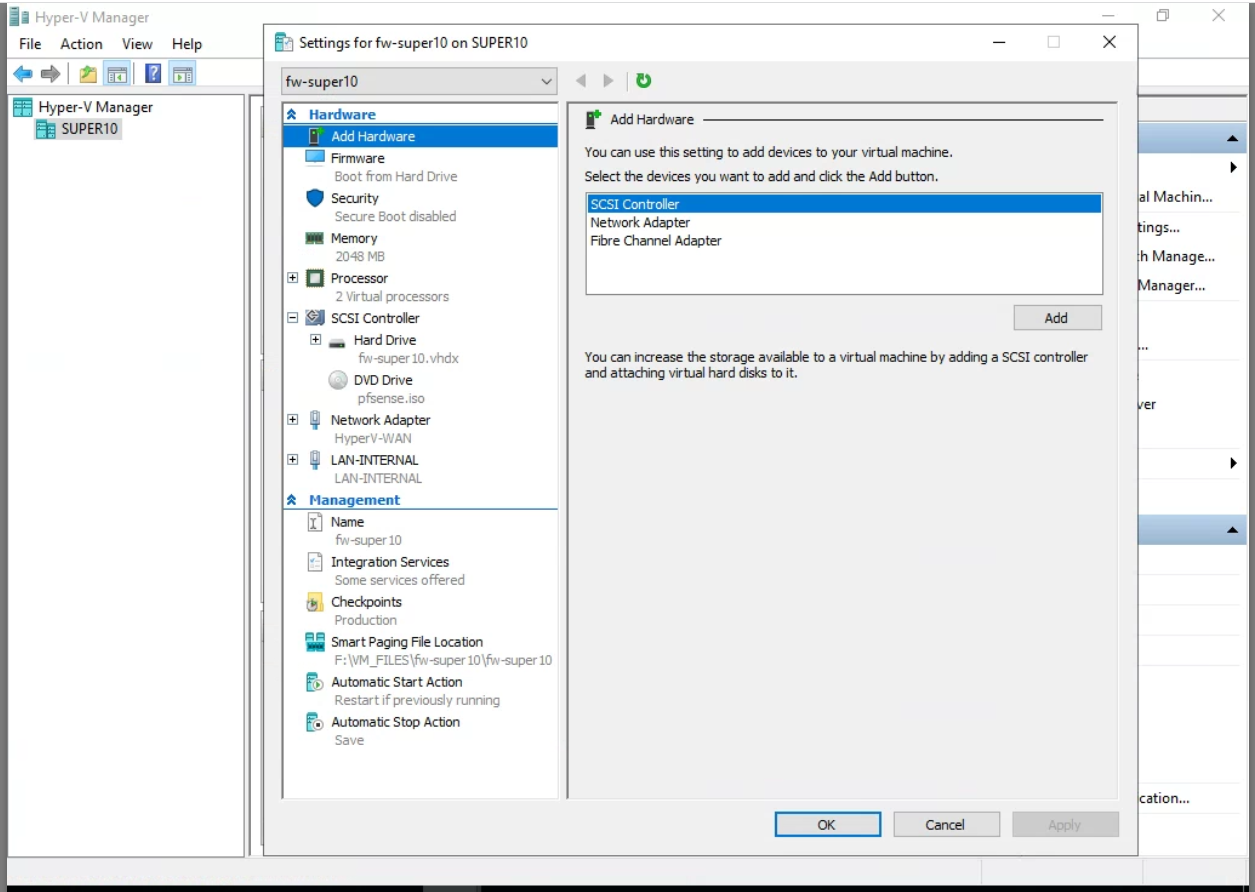 Hyper-V Manager
File Action View Help
Hyper-V Manager
SUPER10
Settings for fw-super10 on SUPER10
fw-super10
Hardware
Add Hardware
Firmware
Boot from Hard Drive
Security
Secure Boot disabled
Memory
2048 MB
Processor
2 Virtual processors
SCSI Controller
Hard Drive
fw-super10.vhdx
DVD Drive
pfsense.iso
Network Adapter
HyperV-WAN
LAN-INTERNAL
LAN-INTERNAL
Management
Name
fw-super10
Integration Services
Some services offered
Checkpoints
Production
Smart Paging File Location
F:\VM_FILES\fw-super10\fw-super10
Automatic Start Action
Restart if previously running
Automatic Stop Action
Save
Add Hardware
You can use this setting to add devices to your virtual machine.
Select the devices you want to add and click the Add button.
SCSI Controller
Network Adapter
Fibre Channel Adapter
Add
You can increase the storage available to a virtual machine by adding a SCSI controller
and attaching virtual hard disks to it.
OK Cancel Apply
al Machin...
tings...
h Manage...
Manager...
...
ver
cation...